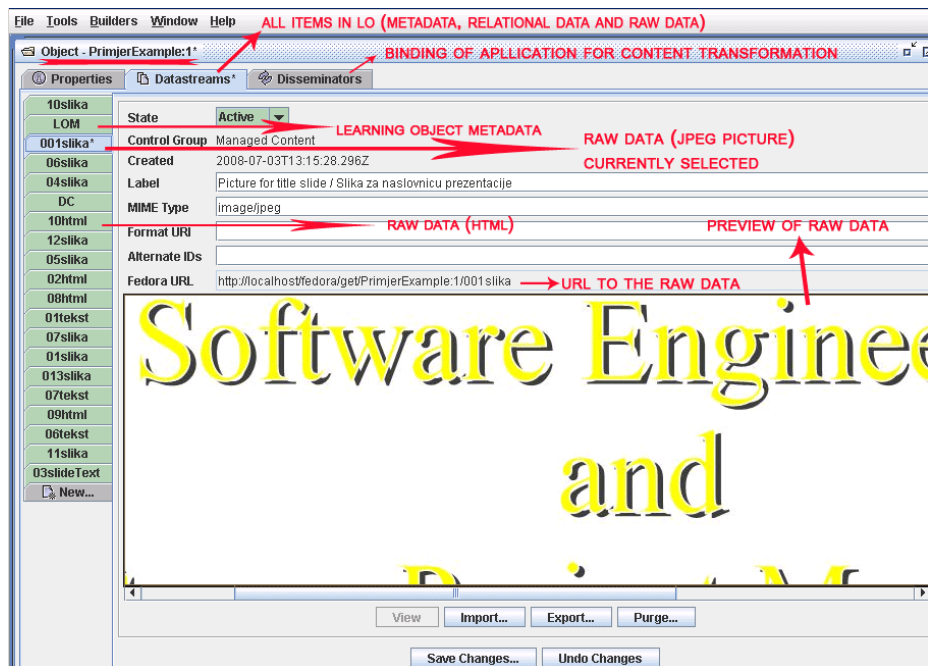 File Tools Builders Window Help
ALL ITEMS IN LO (METADATA, RELATIONAL DATA AND RAW DATA)
Object - PrimjerExample:1*
BINDING OF APLLICATION FOR CONTENT TRANSFORMATION
Properties Datastreams* Disseminators
10slika
LOM
001slika*
06slika
04slika
DC
10html
12slika
05slika
02html
08html
01tekst
07slika
01slika
013slika
07tekst
09html
06tekst
11slika
03slideText
New...
State Active
LEARNING OBJECT METADATA
Control Group Managed Content
RAW DATA (JPEG PICTURE)
CURRENTLY SELECTED
Created 2008-07-03T13:15:28.296Z
Label Picture for title slide / Slika za naslovnicu prezentacije
MIME Type image/jpeg
RAW DATA (HTML)
PREVIEW OF RAW DATA
Format URI
Alternate IDs
Fedora URL http://localhost/fedora/get/PrimjerExample:1/001slika
URL TO THE RAW DATA
Software Enginee
and
View Import... Export... Purge...
Save Changes... Undo Changes